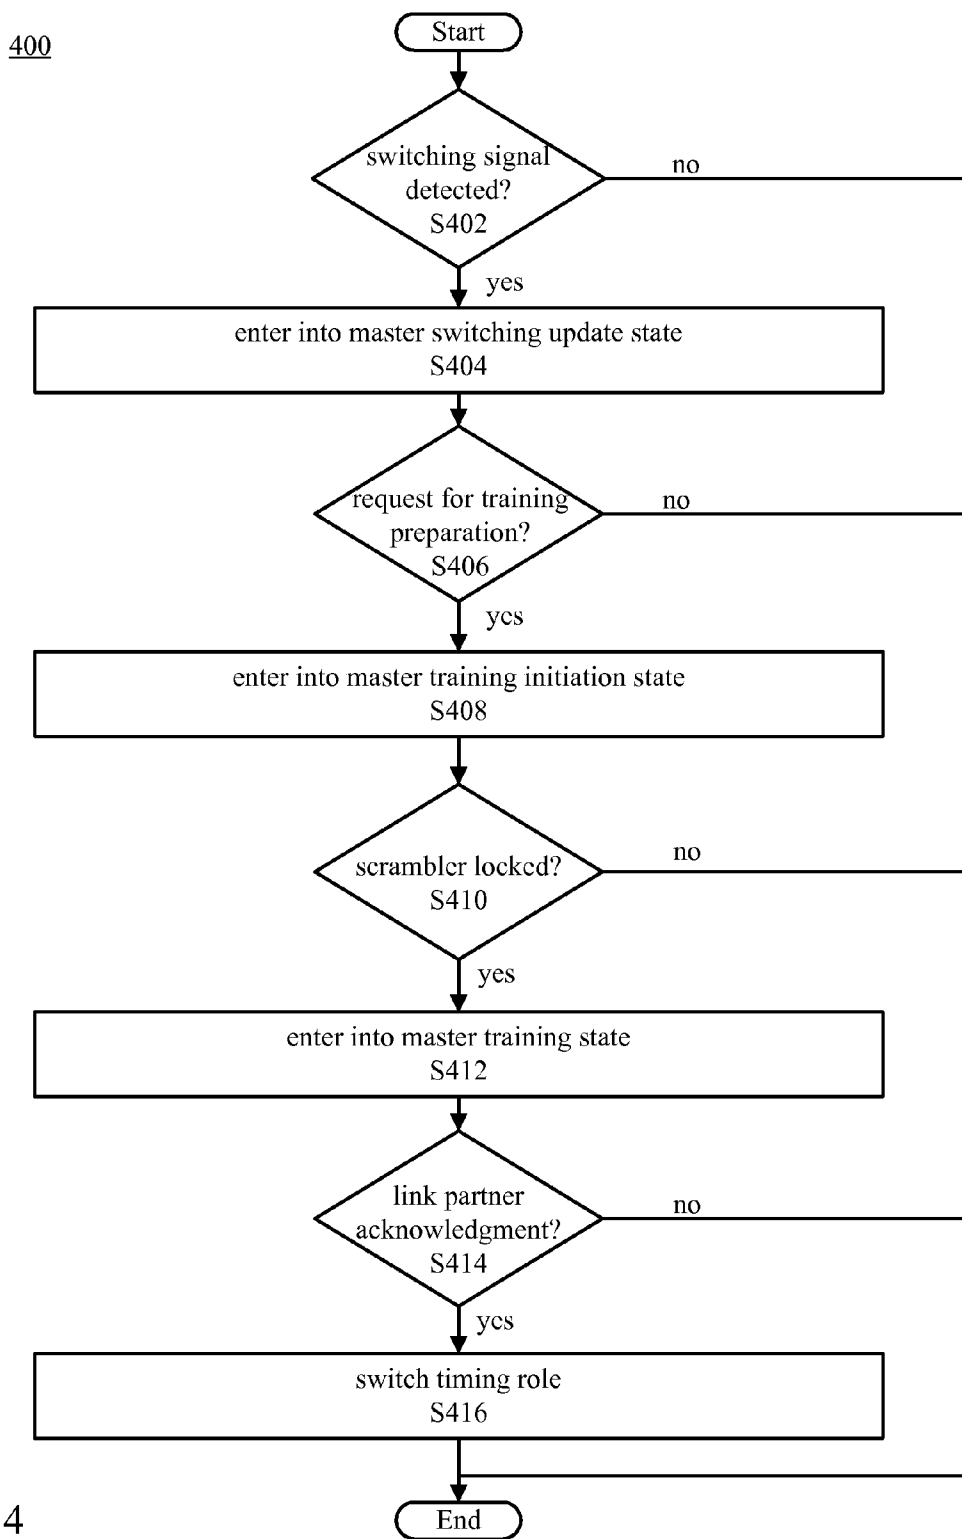 400
Start
switching signal
detected?
S402
no
yes
enter into master switching update state
S404
request for training
preparation?
S406
no
yes
enter into master training initiation state
S408
scrambler locked?
S410
no
yes
enter into master training state
S412
link partner
acknowledgment?
S414
no
yes
switch timing role
S416
End
4